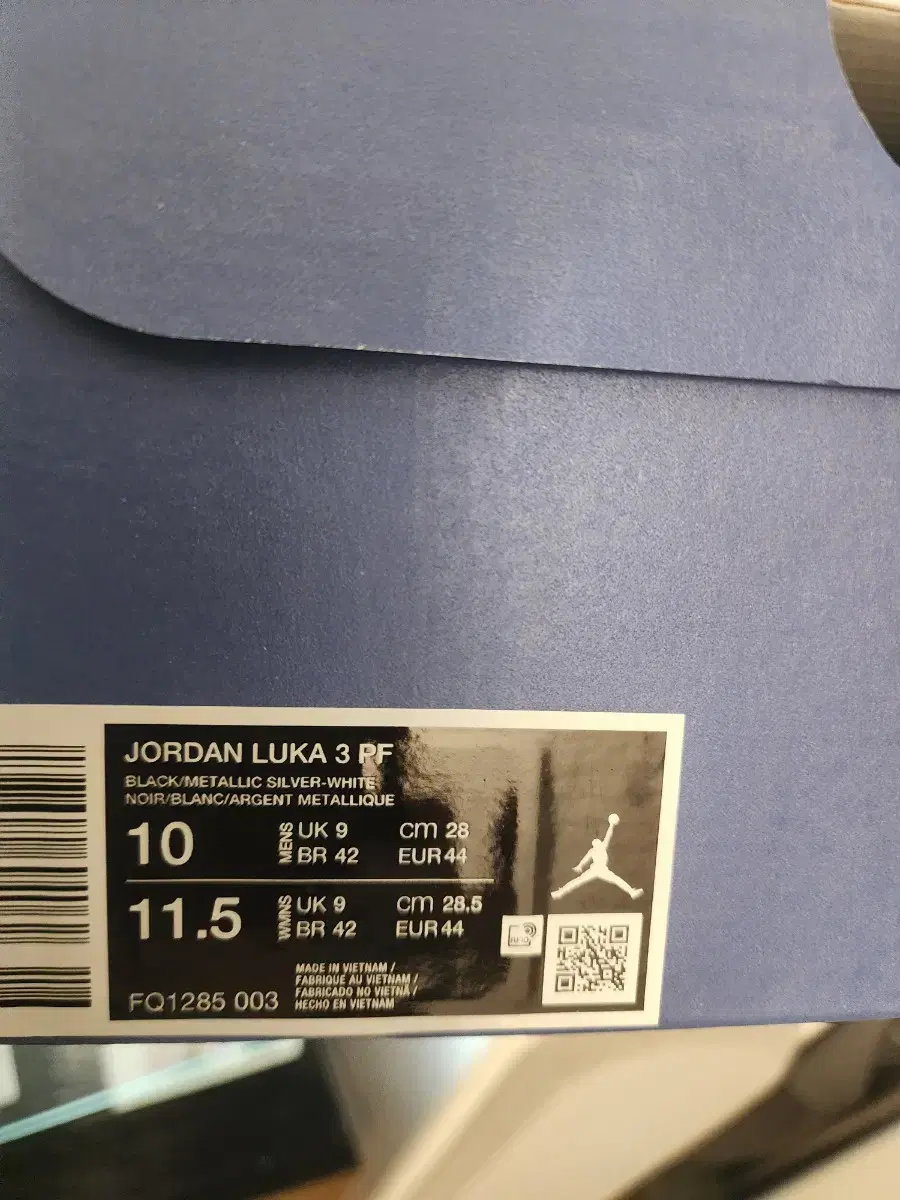 JORDAN LUKA 3 PF
BLACK/METALLIC SILVER-WHITE
NOIR/BLANC/ARGENT METALLIQUE
10 MENS UK 9 cm 28
BR 42 EUR 44
11.5 WMNS UK 9 cm 28.5
BR 42 EUR 44
RFID
FQ1285 003
MADE IN VIETNAM /
FABRIQUE AU VIETNAM /
FABRICADO NO VIETNA /
HECHO EN VIETNAM